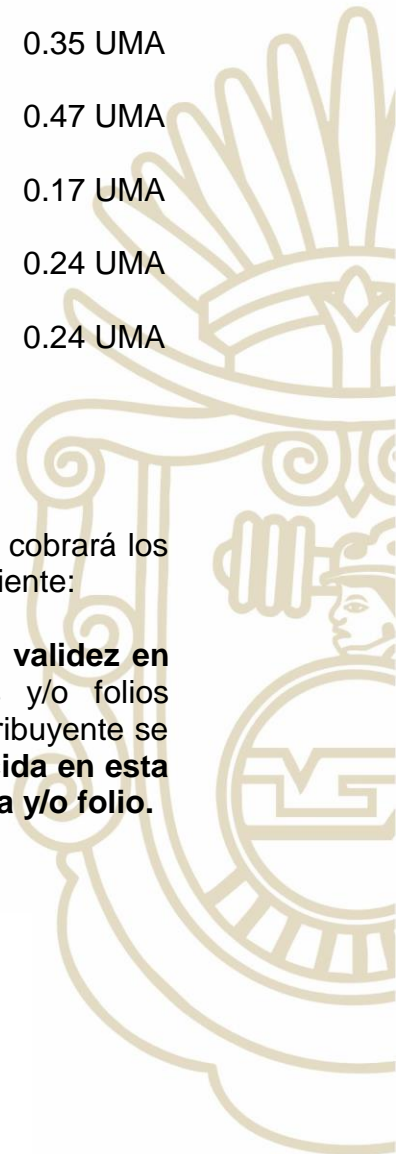 0.35 UMA
0.47 UMA
0.17 UMA
0.24 UMA
0.24 UMA
cobrará los
iente:
validez en
y/o folios
ribuyente se
ida en esta
a y/o folio.